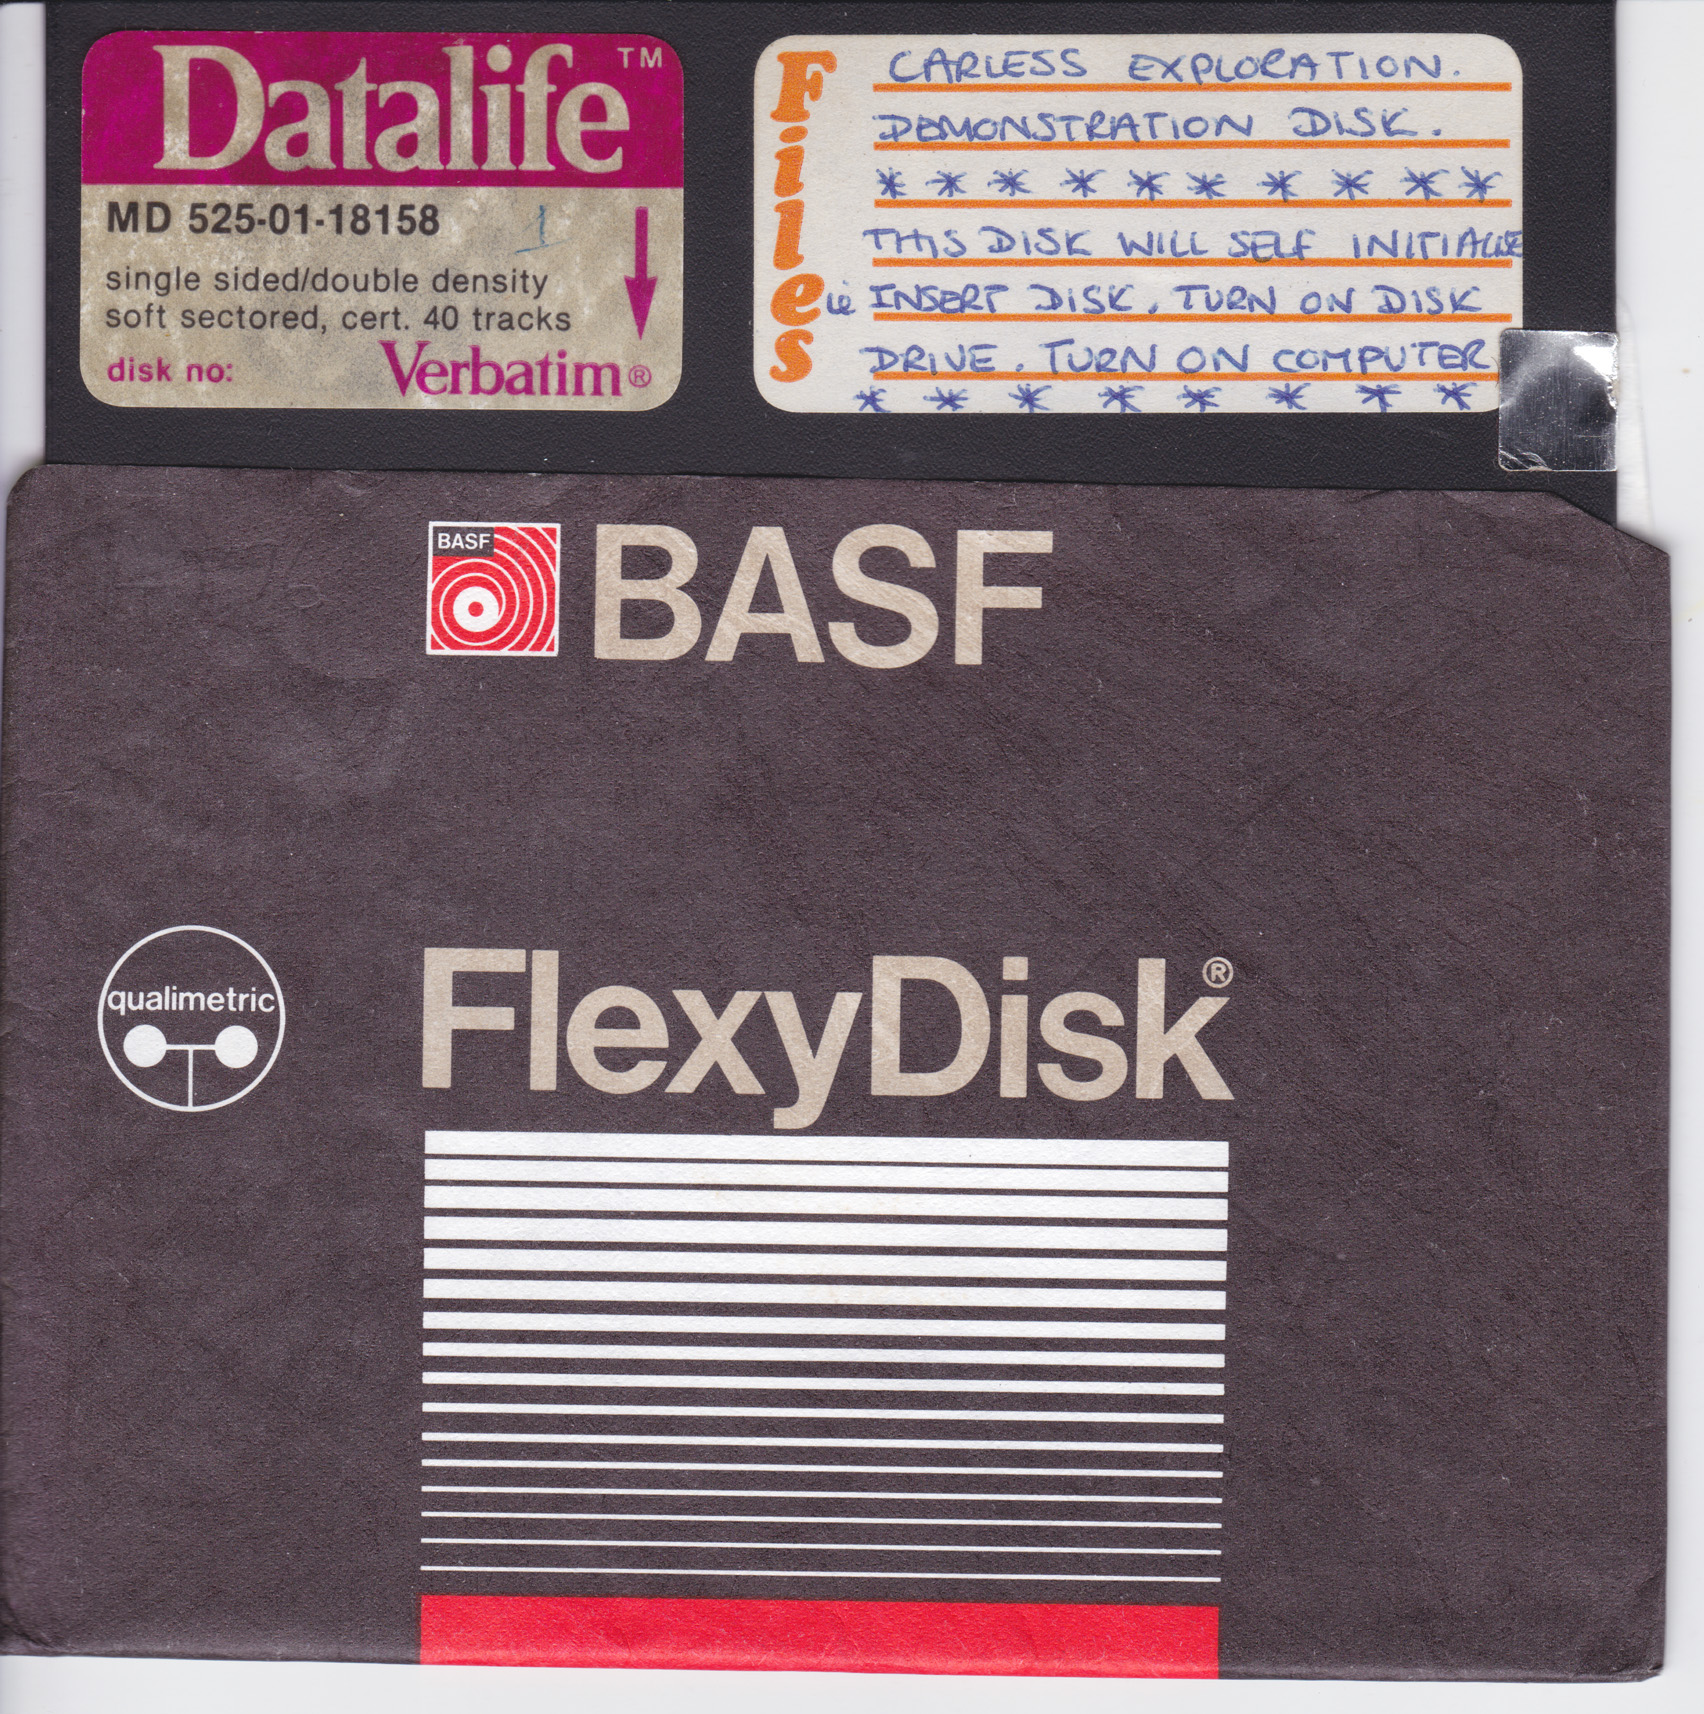 Datalife™
MD 525-01-18158
1
single sided/double density
soft sectored, cert. 40 tracks
disk no:
Verbatim®
Files
CARLESS EXPLORATION.
DEMONSTRATION DISK.
* * * * * * * * * *
THIS DISK WILL SELF INITIALISE
ie INSERT DISK, TURN ON DISK
DRIVE. TURN ON COMPUTER
* * * * * * * *
BASF
BASF
qualimetric
FlexyDisk®